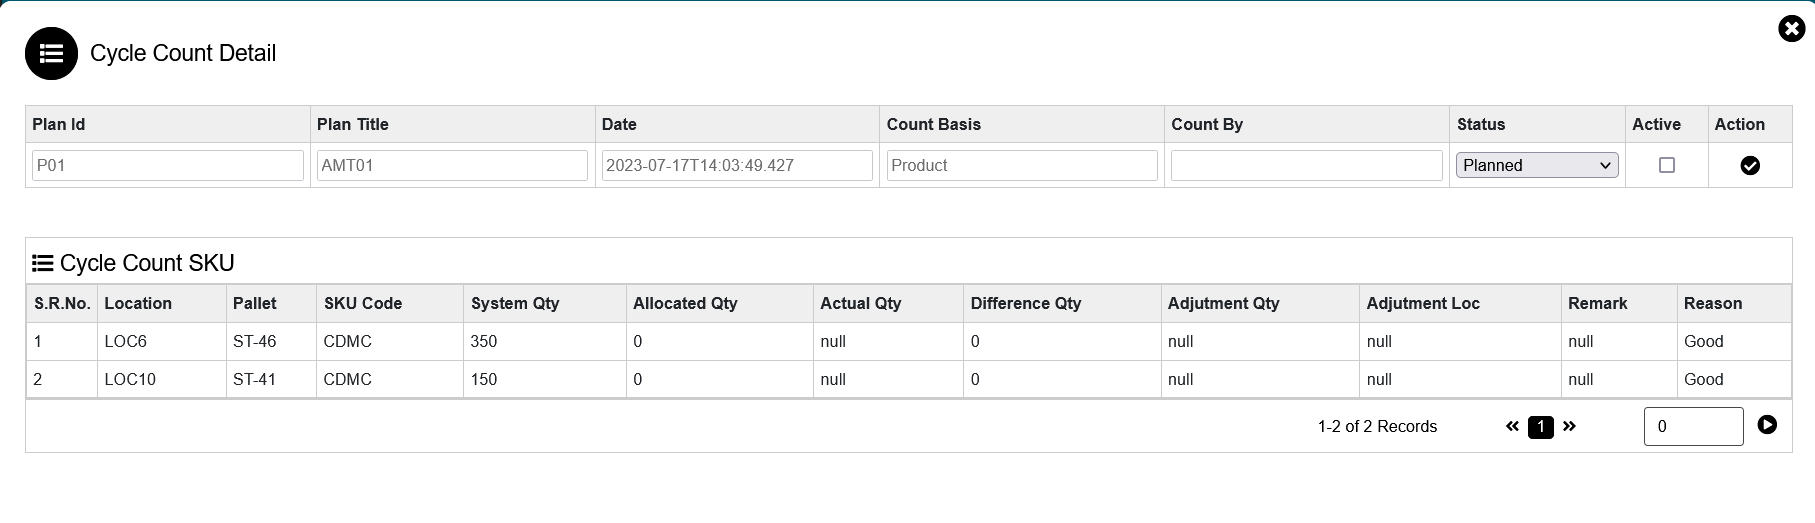 Cycle Count Detail
Plan Id Plan Title Date Count Basis Count By Status Active Action
P01 AMT01 2023-07-17T14:03:49.427 Product Planned
Cycle Count SKU
S.R.No. Location Pallet SKU Code System Qty Allocated Qty Actual Qty Difference Qty Adjutment Qty Adjutment Loc Remark Reason
1 LOC6 ST-46 CDMC 350 0 null 0 null null null Good
2 LOC10 ST-41 CDMC 150 0 null 0 null null null Good
1-2 of 2 Records « 1 » 0